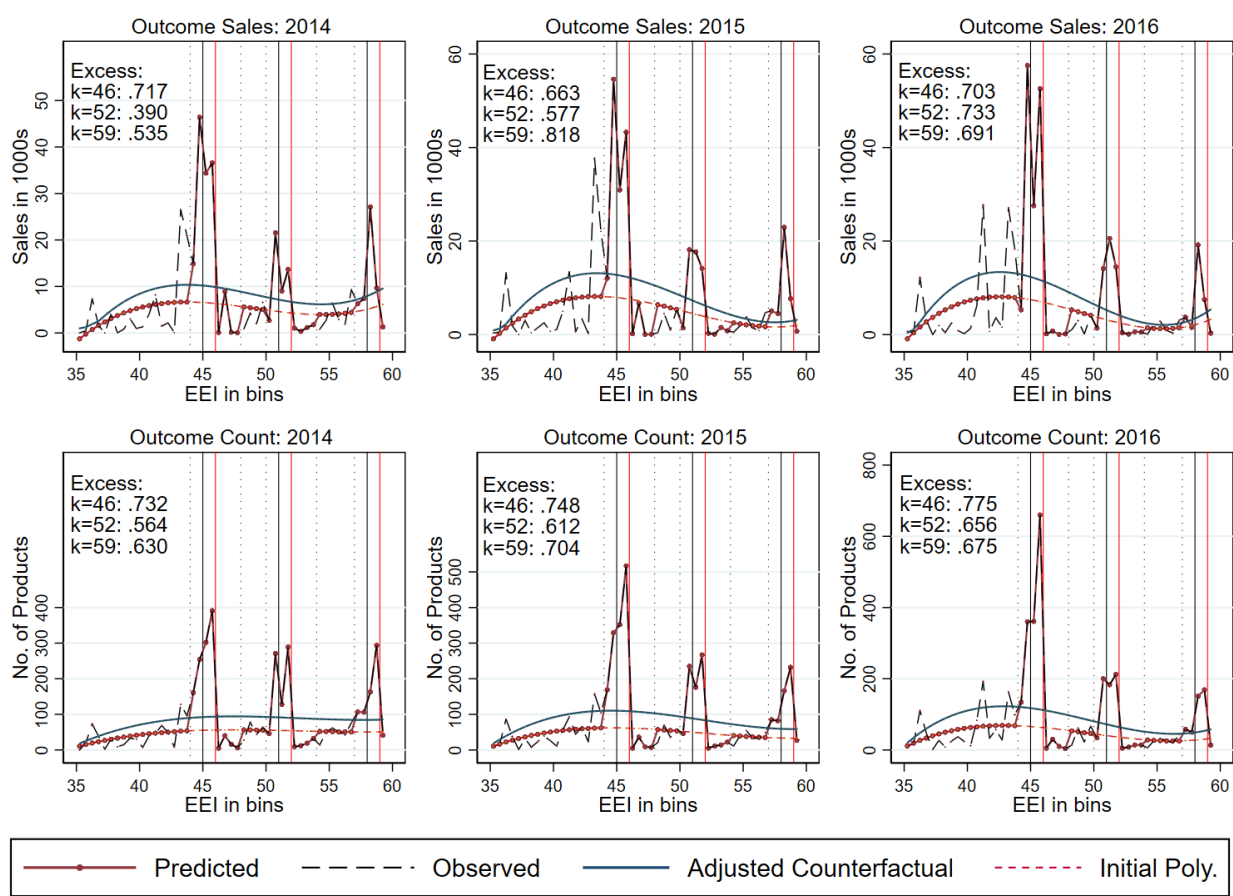 Outcome Sales: 2014
Excess:
k=46: .717
k=52: .390
k=59: .535
Sales in 1000s
0
10
20
30
40
50
35
40
45
50
55
60
EEI in bins
Outcome Sales: 2015
Excess:
k=46: .663
k=52: .577
k=59: .818
Sales in 1000s
0
20
40
60
35
40
45
50
55
60
EEI in bins
Outcome Sales: 2016
Excess:
k=46: .703
k=52: .733
k=59: .691
Sales in 1000s
0
20
40
60
35
40
45
50
55
60
EEI in bins
Outcome Count: 2014
Excess:
k=46: .732
k=52: .564
k=59: .630
No. of Products
0
100
200
300
400
35
40
45
50
55
60
EEI in bins
Outcome Count: 2015
Excess:
k=46: .748
k=52: .612
k=59: .704
No. of Products
0
100
200
300
400
500
35
40
45
50
55
60
EEI in bins
Outcome Count: 2016
Excess:
k=46: .775
k=52: .656
k=59: .675
No. of Products
0
200
400
600
800
35
40
45
50
55
60
EEI in bins
Predicted
Observed
Adjusted Counterfactual
Initial Poly.